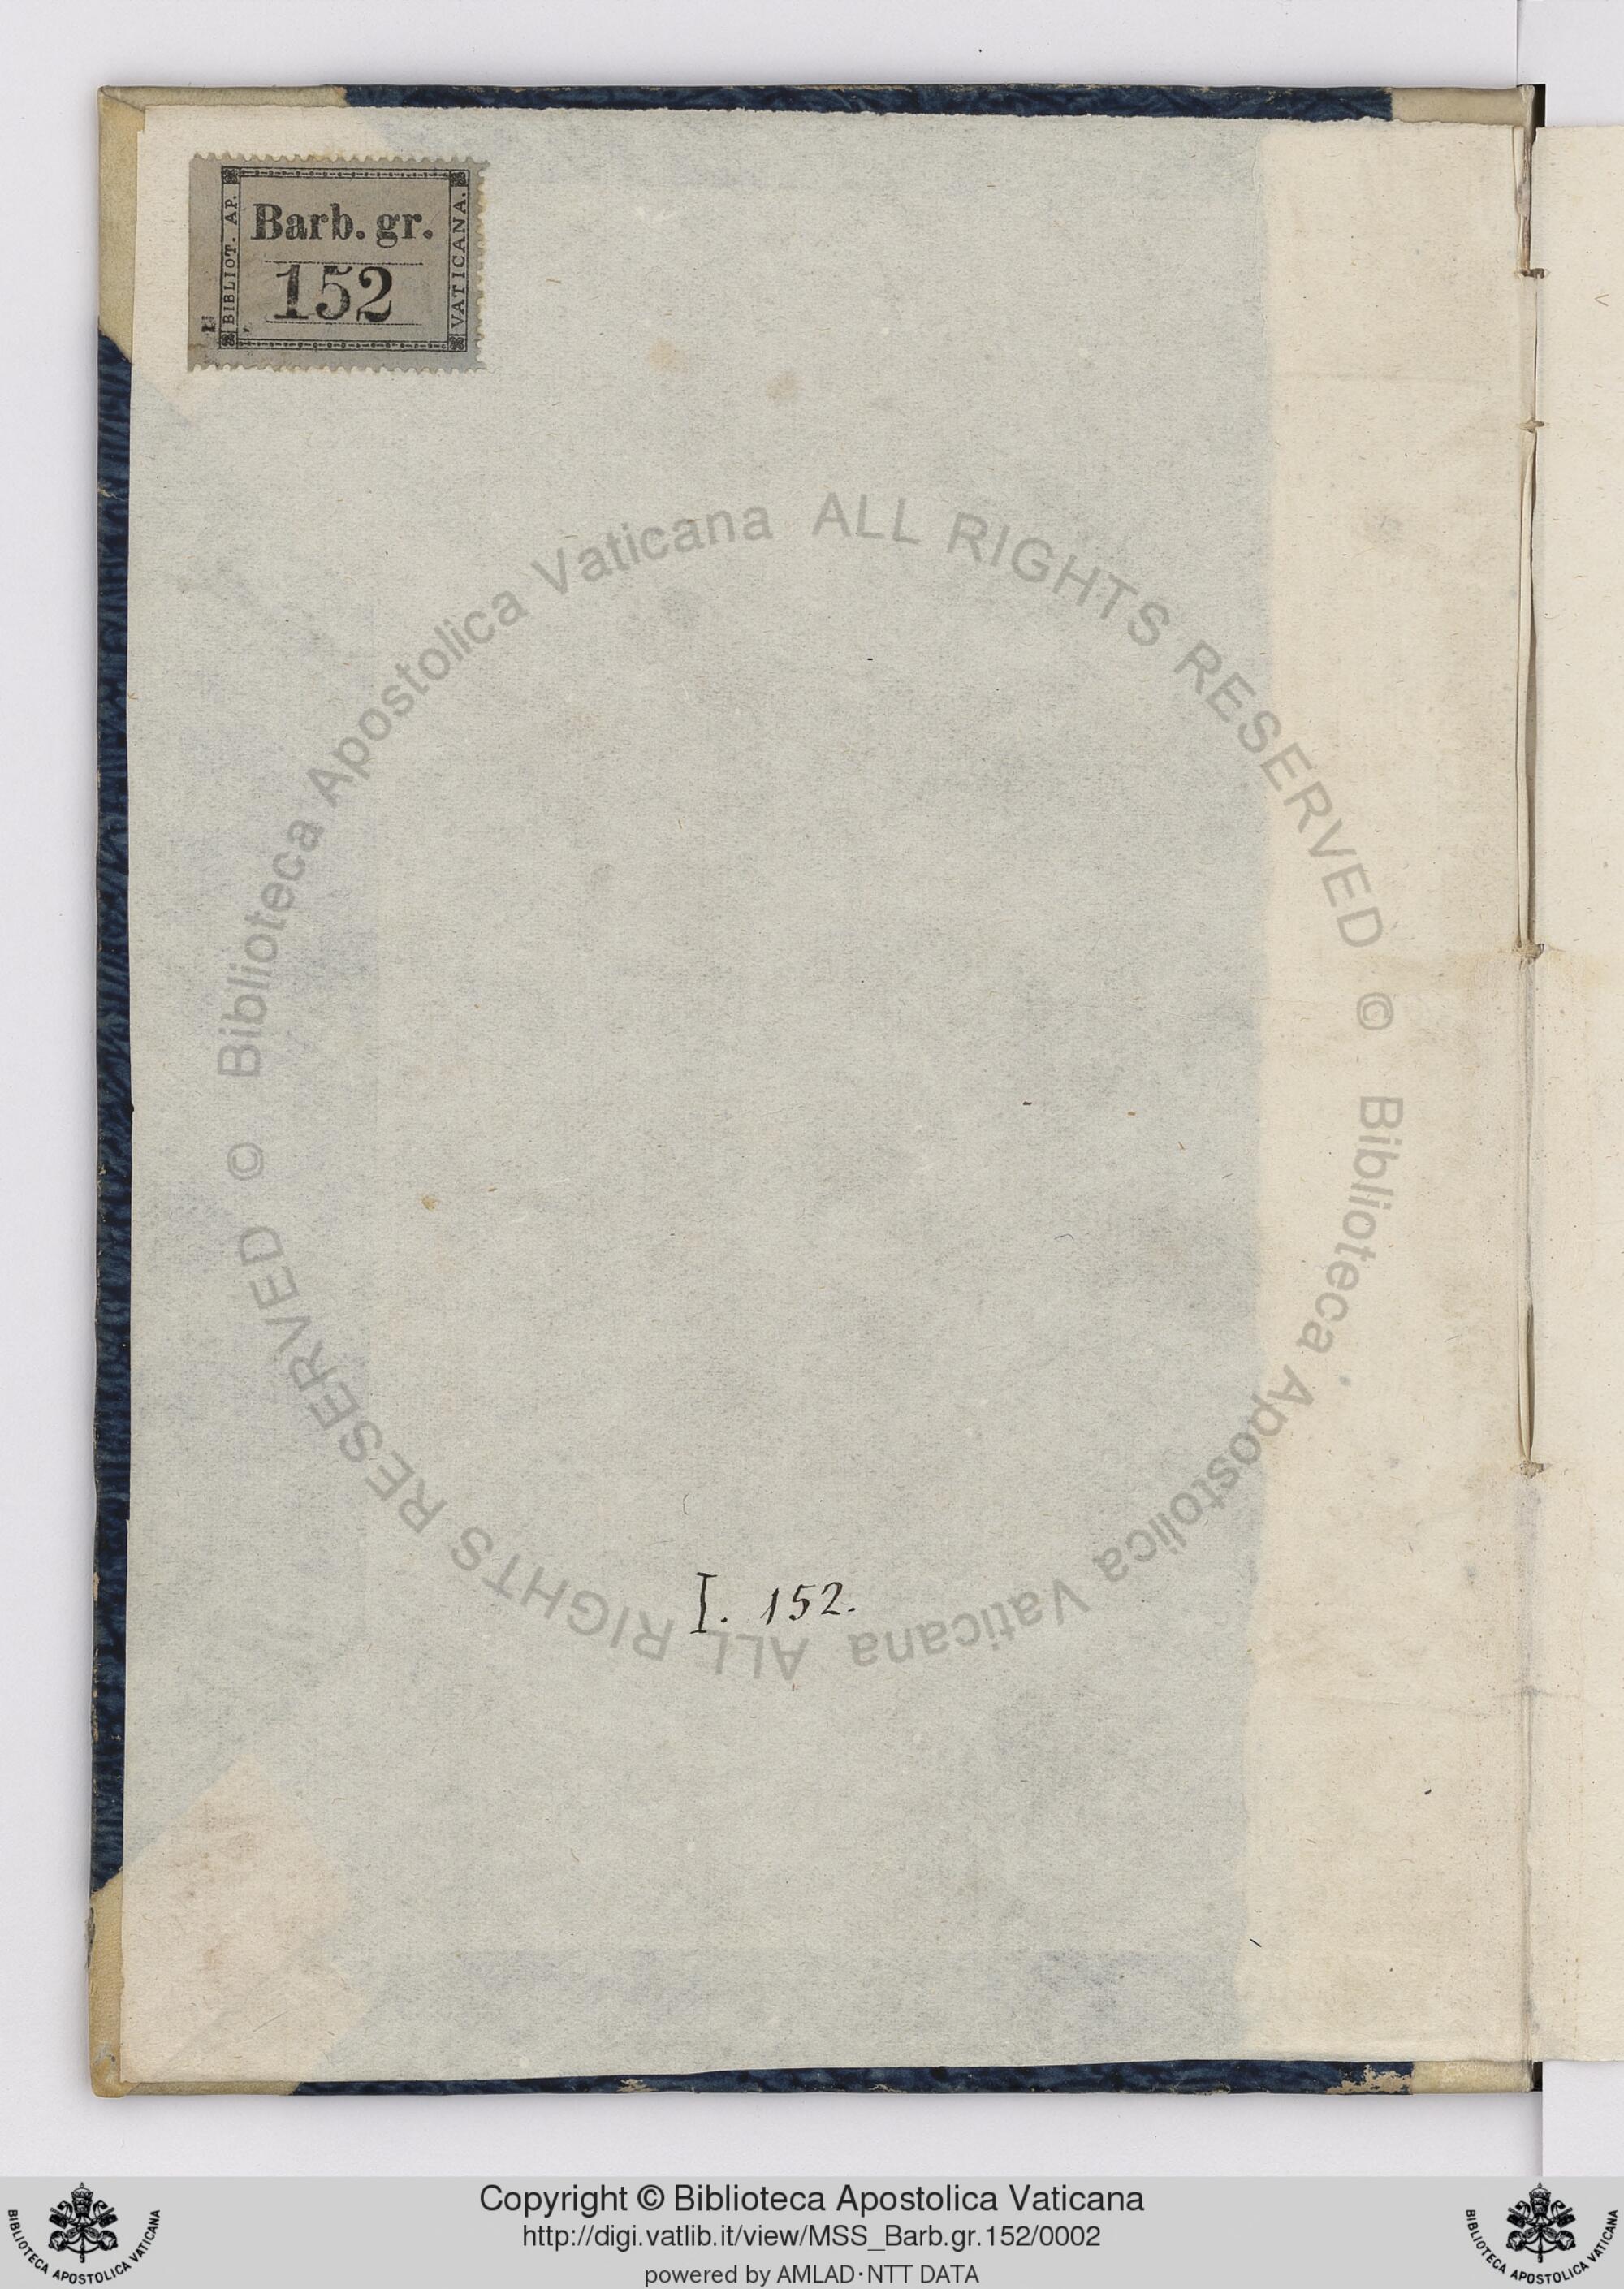 BIBLIOT. AP.
Barb. gr.
152
VATICANA.
I. 152.
© Biblioteca Apostolica Vaticana ALL RIGHTS RESERVED
© Biblioteca Apostolica Vaticana ALL RIGHTS RESERVED
Copyright © Biblioteca Apostolica Vaticana
http://digi.vatlib.it/view/MSS_Barb.gr.152/0002
powered by AMLAD·NTT DATA
BIBLIOTECA APOSTOLICA VATICANA
BIBLIOTECA APOSTOLICA VATICANA